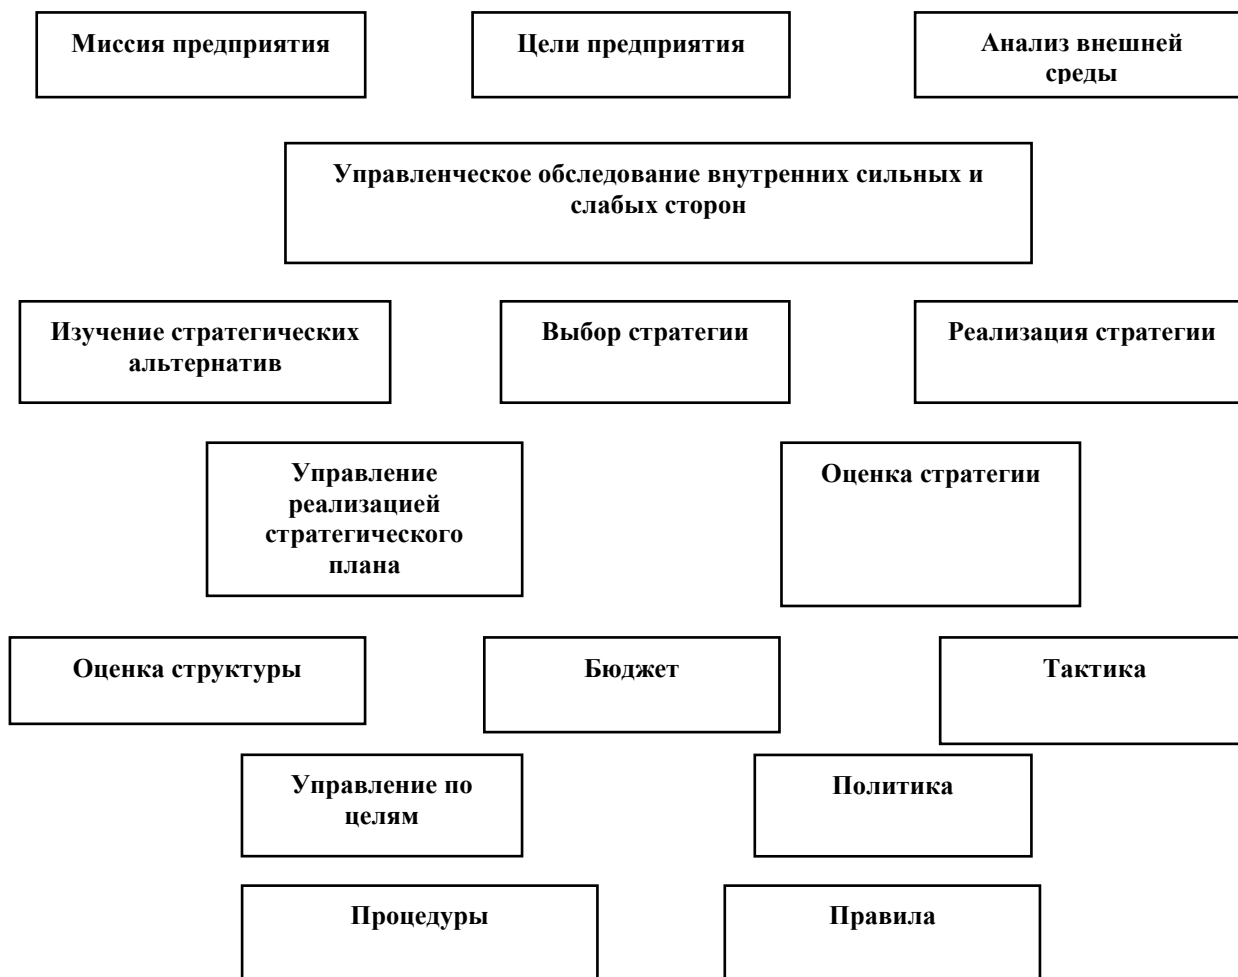 Миссия предприятия
Цели предприятия
Анализ внешней
среды
Управленческое обследование внутренних сильных и
слабых сторон
Изучение стратегических
альтернатив
Выбор стратегии
Реализация стратегии
Управление
реализацией
стратегического
плана
Оценка стратегии
Оценка структуры
Бюджет
Тактика
Управление по
целям
Политика
Процедуры
Правила